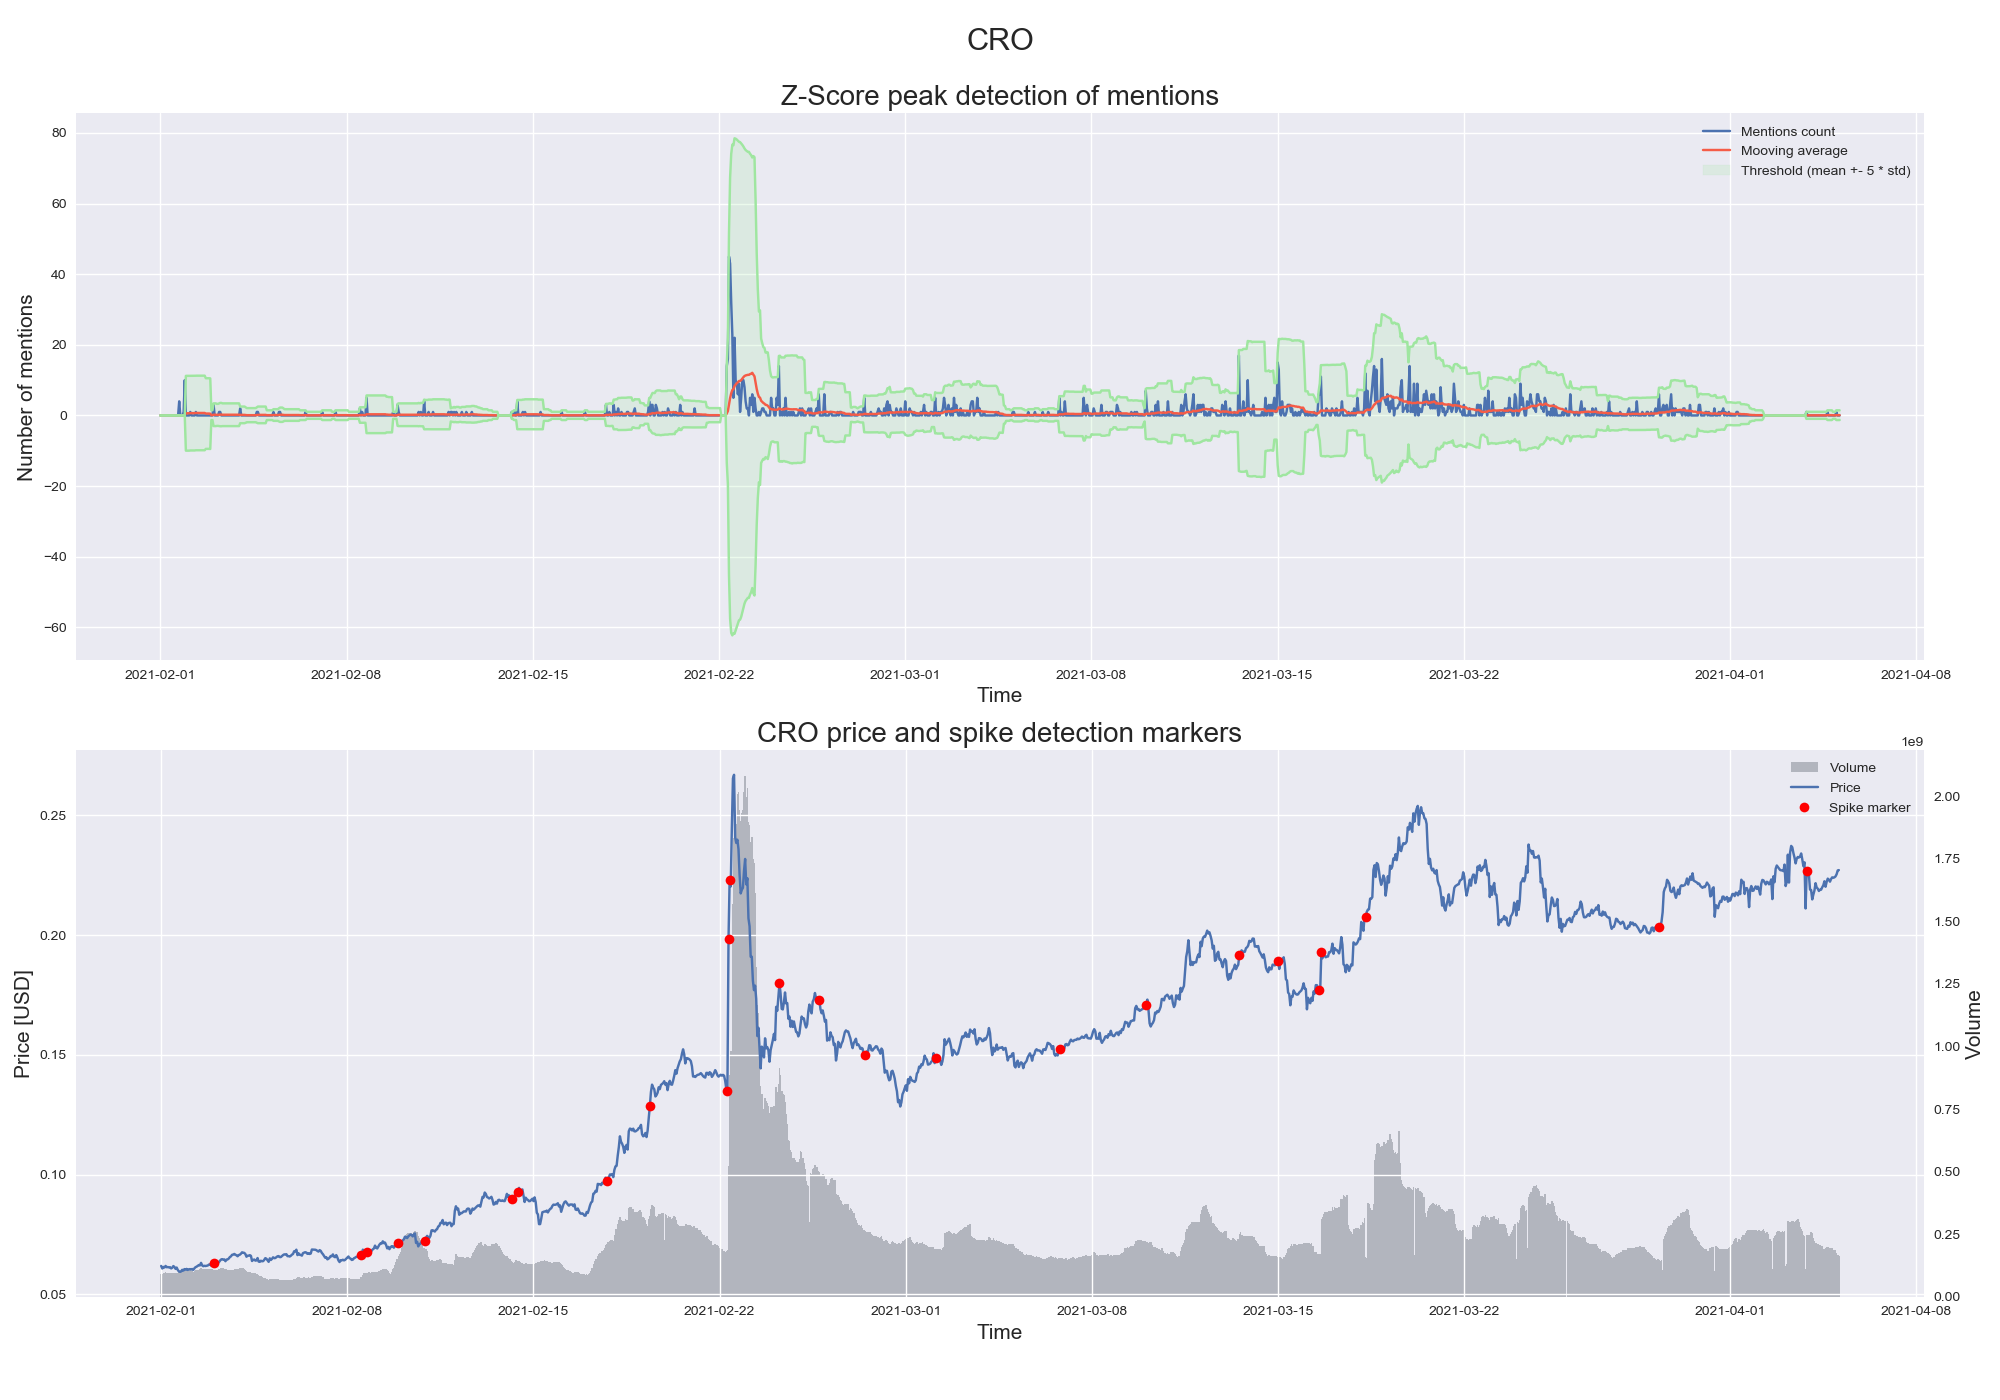 CRO
Z-Score peak detection of mentions
80
60
40
20
0
−20
−40
−60
Number of mentions
Mentions count
Mooving average
Threshold (mean +- 5 * std)
2021-02-01 2021-02-08 2021-02-15 2021-02-22 2021-03-01 2021-03-08 2021-03-15 2021-03-22 2021-04-01 2021-04-08
Time
CRO price and spike detection markers
1e9
0.25
0.20
0.15
0.10
0.05
Price [USD]
Volume
Price
Spike marker
2.00
1.75
1.50
1.25
1.00
0.75
0.50
0.25
0.00
Volume
2021-02-01 2021-02-08 2021-02-15 2021-02-22 2021-03-01 2021-03-08 2021-03-15 2021-03-22 2021-04-01 2021-04-08
Time